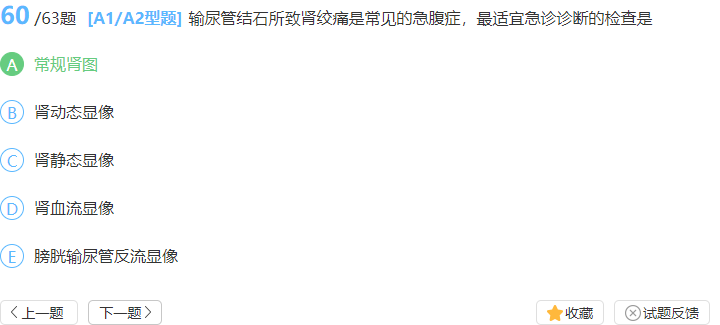 60 /63题 [A1/A2型题] 输尿管结石所致肾绞痛是常见的急腹症，最适宜急诊诊断的检查是
A 常规肾图
B 肾动态显像
C 肾静态显像
D 肾血流显像
E 膀胱输尿管反流显像
上一题 下一题 收藏 试题反馈